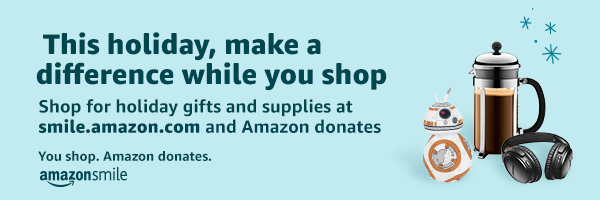 This holiday, make a
difference while you shop
Shop for holiday gifts and supplies at
smile.amazon.com and Amazon donates
You shop. Amazon donates.
amazonsmile